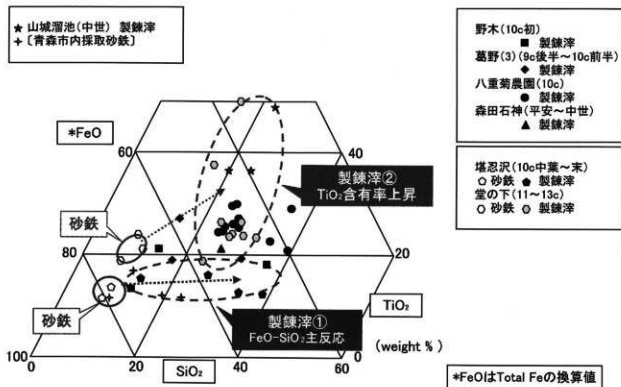 ★ 山城溜池(中世) 製錬滓
+ [青森市内採取砂鉄]
野木(10c初)
■ 製錬滓
葛野(3)(9c後半~10c前半)
◆ 製錬滓
八重菊農園(10c)
● 製錬滓
森田石神(平安~中世)
▲ 製錬滓
堪忍沢(10c中葉~末)
砂鉄 製錬滓
堂の下(11~13c)
砂鉄 製錬滓
*FeO
60
40
製錬滓②
TiO₂含有率上昇
砂鉄
80
20
砂鉄
TiO₂
製錬滓①
FeO-SiO₂主反応
100
0
20
SiO₂
40
60
(weight %)
*FeOはTotal Feの換算値